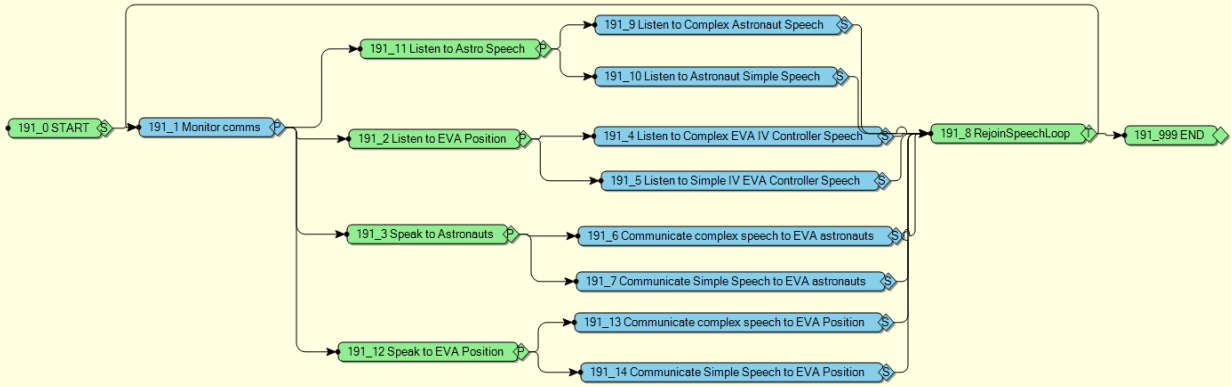 191_9 Listen to Complex Astronaut Speech S
191_11 Listen to Astro Speech P
191_10 Listen to Astronaut Simple Speech S
191_0 START S
191_1 Monitor comms P
191_2 Listen to EVA Position P
191_4 Listen to Complex EVA IV Controller Speech S
191_8 RejoinSpeechLoop T
191_999 END
191_5 Listen to Simple IV EVA Controller Speech S
191_3 Speak to Astronauts P
191_6 Communicate complex speech to EVA astronauts S
191_7 Communicate Simple Speech to EVA astronauts S
191_13 Communicate complex speech to EVA Position S
191_12 Speak to EVA Position P
191_14 Communicate Simple Speech to EVA Position S